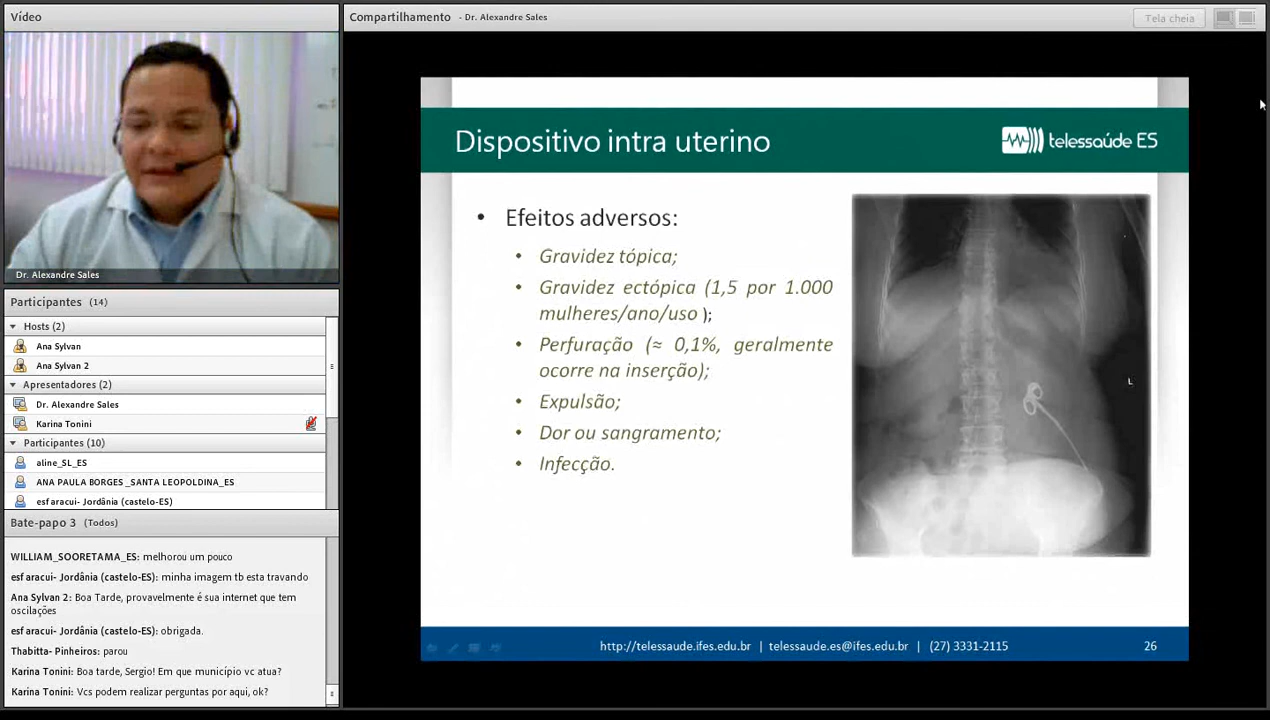 Vídeo
Dr. Alexandre Sales
Participantes (14)
Hosts (2)
Ana Sylvan
Ana Sylvan 2
Apresentadores (2)
Dr. Alexandre Sales
Karina Tonini
Participantes (10)
aline_SL_ES
ANA PAULA BORGES _SANTA LEOPOLDINA_ES
esf aracui- Jordânia (castelo-ES)
Bate-papo 3 (Todos)
WILLIAM_SOORETAMA_ES: melhorou um pouco
esf aracui- Jordânia (castelo-ES): minha imagem tb esta travando
Ana Sylvan 2: Boa Tarde, provavelmente é sua internet que tem
oscilações
esf aracui- Jordânia (castelo-ES): obrigada.
Thabitta- Pinheiros: parou
Karina Tonini: Boa tarde, Sergio! Em que município vc atua?
Karina Tonini: Vcs podem realizar perguntas por aqui, ok?
Compartilhamento - Dr. Alexandre Sales
Tela cheia
Dispositivo intra uterino
telessaúde ES
• Efeitos adversos:
• Gravidez tópica;
• Gravidez ectópica (1,5 por 1.000
mulheres/ano/uso );
• Perfuração (≈ 0,1%, geralmente
ocorre na inserção);
• Expulsão;
• Dor ou sangramento;
• Infecção.
L
http://telessaude.ifes.edu.br | telessaude.es@ifes.edu.br | (27) 3331-2115
26